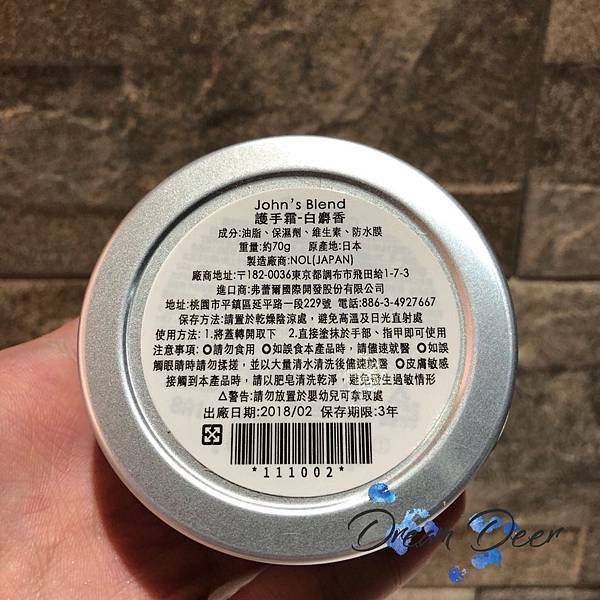 John's Blend
護手霜-白麝香
成分:油脂、保濕劑、維生素、防水膜
重量:約70g 原產地:日本
製造廠商:NOL(JAPAN)
廠商地址:〒182-0036東京都調布市飛田給1-7-3
進口商:弗蕾爾國際開發股份有限公司
地址:桃園市平鎮區延平路一段229號 電話:886-3-4927667
保存方法:請置於乾燥陰涼處，避免高溫及日光直射處
使用方法: 1.將蓋轉開取下 2.直接塗抹於手部、指甲即可使用
注意事項: ○請勿食用 ○如誤食本產品時，請儘速就醫 ○如誤
觸眼睛時請勿揉搓，並以大量清水清洗後儘速就醫 ○皮膚敏感
接觸到本產品時，請以肥皂清洗乾淨，避免發生過敏情形
⚠警告:請勿放置於嬰幼兒可拿取處
出廠日期:2018/02 保存期限:3年
*111002*
Dream Deer